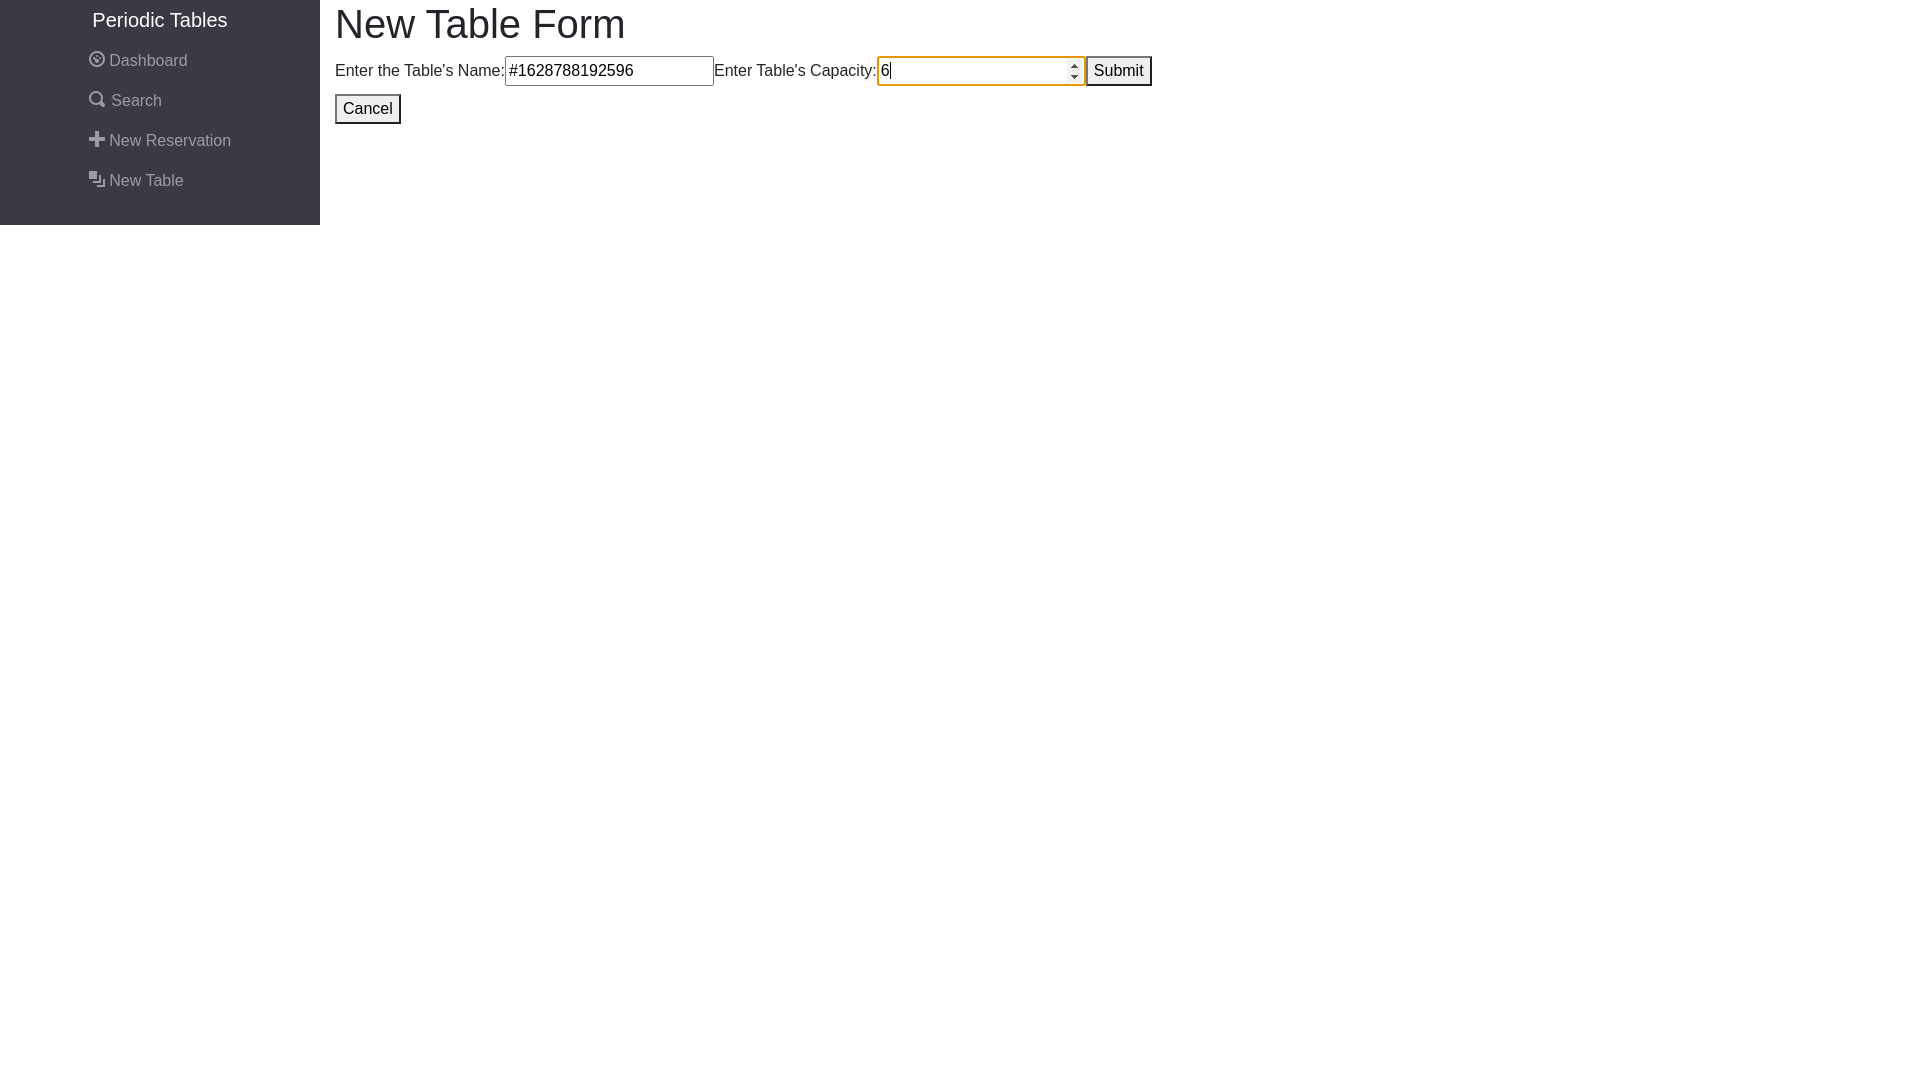 Periodic Tables
Dashboard
Search
New Reservation
New Table
New Table Form
Enter the Table's Name: #1628788192596 Enter Table's Capacity: 6 Submit
Cancel